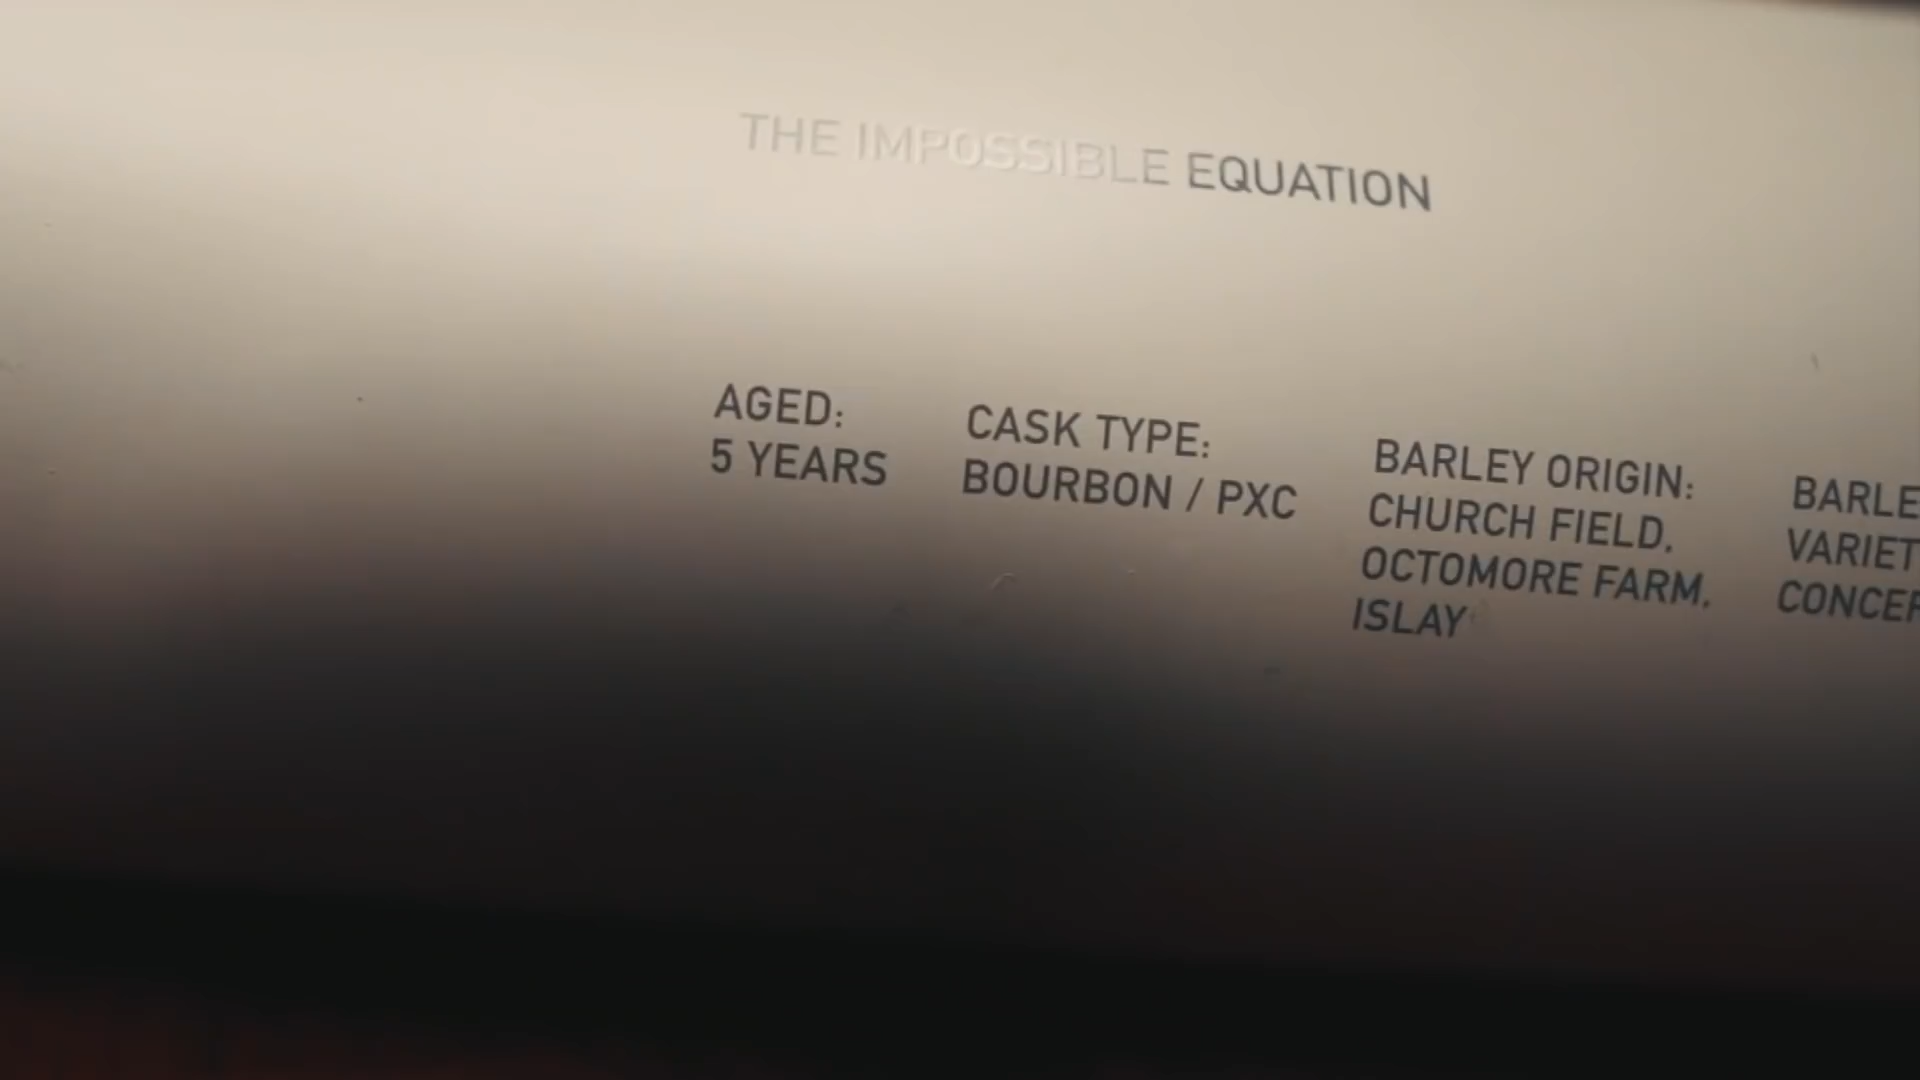 THE IMPOSSIBLE EQUATION
AGED:
5 YEARS
CASK TYPE:
BOURBON / PXC
BARLEY ORIGIN:
CHURCH FIELD,
OCTOMORE FARM,
ISLAY